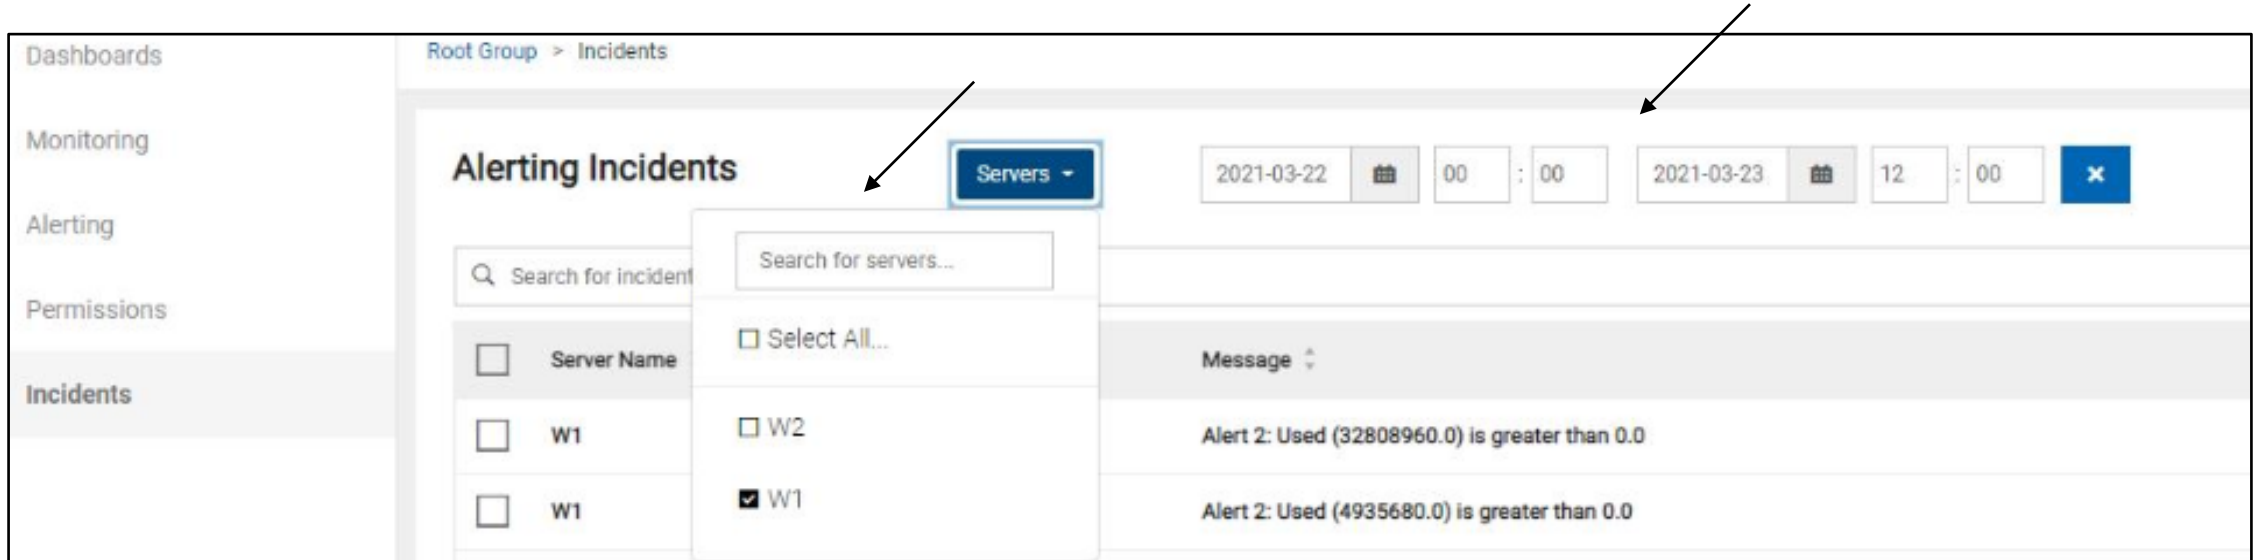 Dashboards
Monitoring
Alerting
Permissions
Incidents
Root Group > Incidents
Alerting Incidents
Servers
2021-03-22 00 : 00 2021-03-23 12 : 00
Search for incident
Search for servers...
Select All...
W2
W1
Server Name Message
W1 Alert 2: Used (32808960.0) is greater than 0.0
W1 Alert 2: Used (4935680.0) is greater than 0.0